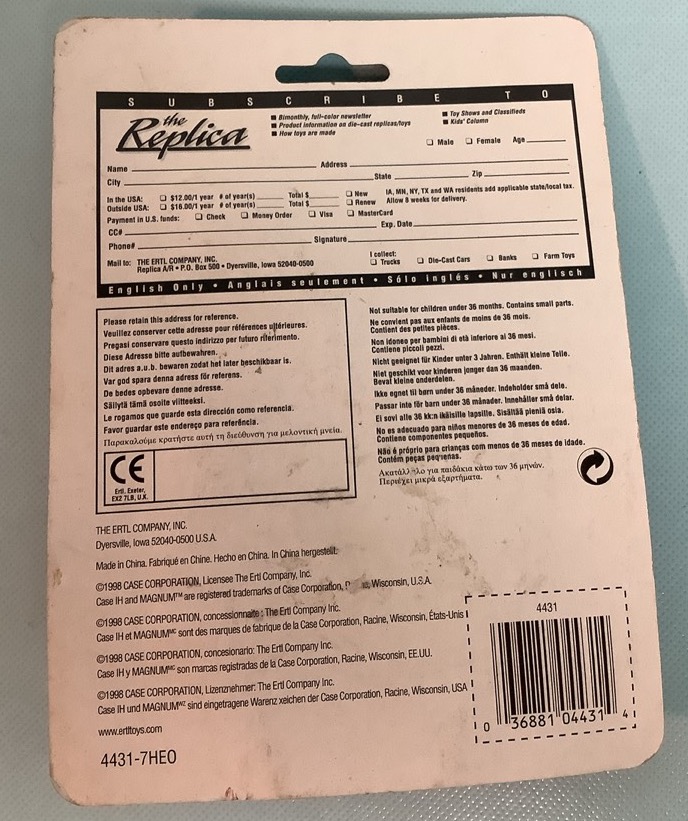 SUBSCRIBE TO
the Replica
■ Bimonthly, full-color newsletter
■ Product information on die-cast replicas/toys
■ How toys are made
■ Toy Shows and Classifieds
■ Kids' Column
☐ Male ☐ Female Age
Name Address
City State Zip
In the USA: ☐ $12.00/1 year # of year(s) Total $ ☐ New IA, MN, NY, TX and WA residents add applicable state/local tax.
Outside USA: ☐ $16.00/1 year # of year(s) Total $ ☐ Renew Allow 8 weeks for delivery.
Payment in U.S. funds: ☐ Check ☐ Money Order ☐ Visa ☐ MasterCard
CC# Exp. Date
Phone# Signature
Mail to: THE ERTL COMPANY, INC.
Replica A/R • P.O. Box 500 • Dyersville, Iowa 52040-0500
I collect:
☐ Trucks ☐ Die-Cast Cars ☐ Banks ☐ Farm Toys
English Only • Anglais seulement • Sólo inglés • Nur englisch
Please retain this address for reference.
Veuillez conserver cette adresse pour références ultérieures.
Pregasi conservare questo indirizzo per futuro riferimento.
Diese Adresse bitte aufbewahren.
Dit adres a.u.b. bewaren zodat het later beschikbaar is.
Var god spara denna adress för referens.
De bedes opbevare denne adresse.
Säilytä tämä osoite viitteeksi.
Le rogamos que guarde esta dirección como referencia.
Favor guardar este endereço para referência.
Παρακαλούμε κρατήστε αυτή τη διεύθυνση για μελοντική μνεία.
CE
Ertl, Exeter,
EX2 7LB, U.K.
Not suitable for children under 36 months. Contains small parts.
Ne convient pas aux enfants de moins de 36 mois.
Contient des petites pièces.
Non idoneo per bambini di età inferiore ai 36 mesi.
Contiene piccoli pezzi.
Nicht geeignet für Kinder unter 3 Jahren. Enthält kleine Teile.
Niet geschikt voor kinderen jonger dan 36 maanden.
Bevat kleine onderdelen.
Ikke egnet til børn under 36 måneder. Indeholder små dele.
Passar inte för barn under 36 månader. Innehåller små delar.
Ei sovi alle 36 kk:n ikäisille lapsille. Sisältää pieniä osia.
No es adecuado para niños menores de 36 meses de edad.
Contiene componentes pequeños.
Não é próprio para crianças com menos de 36 meses de idade.
Contém peças pequenas.
Ακατάλληλο για παιδάκια κάτω των 36 μηνών.
Περιέχει μικρά εξαρτήματα.
THE ERTL COMPANY, INC.
Dyersville, Iowa 52040-0500 U.S.A.
Made in China. Fabriqué en Chine. Hecho en China. In China hergestellt.
©1998 CASE CORPORATION, Licensee The Ertl Company, Inc.
Case IH and MAGNUM™ are registered trademarks of Case Corporation, Wisconsin, U.S.A.
©1998 CASE CORPORATION, concessionnaire : The Ertl Company Inc.
Case IH et MAGNUMᴹᶜ sont des marques de fabrique de la Case Corporation, Racine, Wisconsin, États-Unis
©1998 CASE CORPORATION, concesionario: The Ertl Company Inc.
Case IH y MAGNUMᴹᶜ son marcas registradas de la Case Corporation, Racine, Wisconsin, EE.UU.
©1998 CASE CORPORATION, Lizenznehmer: The Ertl Company Inc.
Case IH und MAGNUMᵂᶻ sind eingetragene Warenz xeichen der Case Corporation, Racine, Wisconsin, USA
www.ertltoys.com
4431-7HEO
4431
0 36881 04431 4